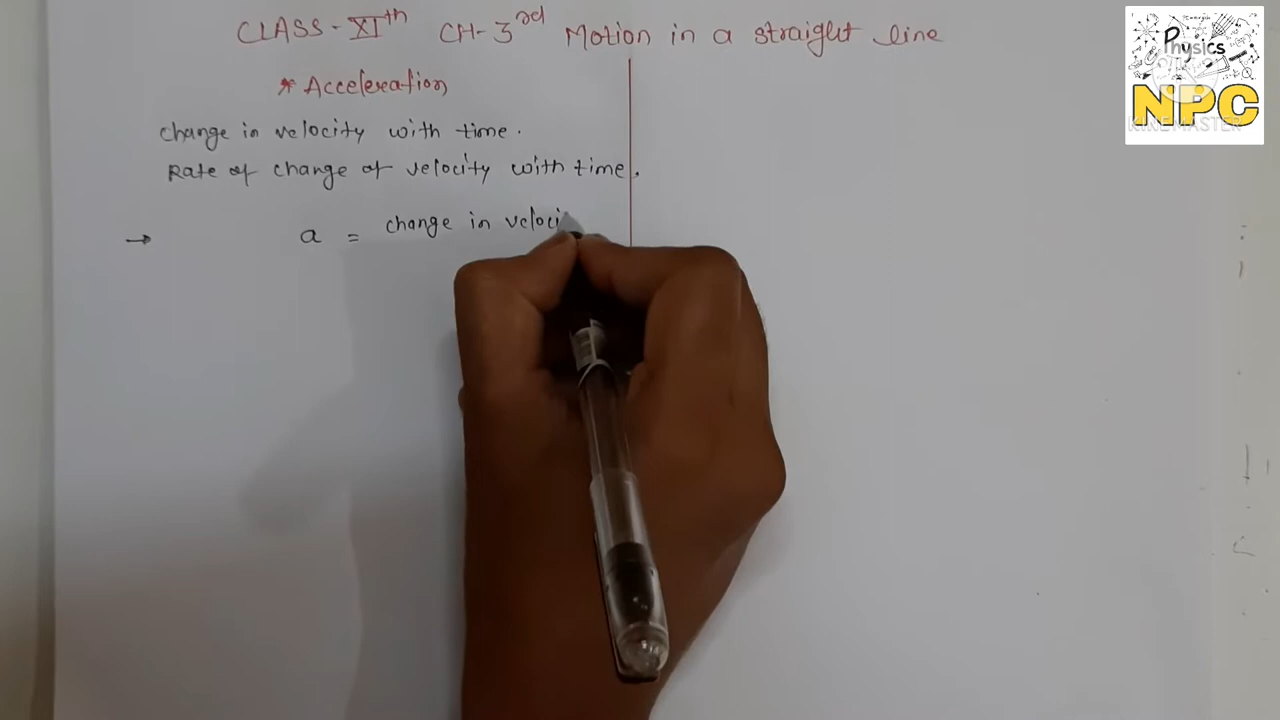 CLASS-XIth CH-3rd Motion in a straight line
* Acceleration
change in velocity with time.
Rate of change of velocity with time.
→ a = change in veloci
Physics
NPC
KINEMASTER